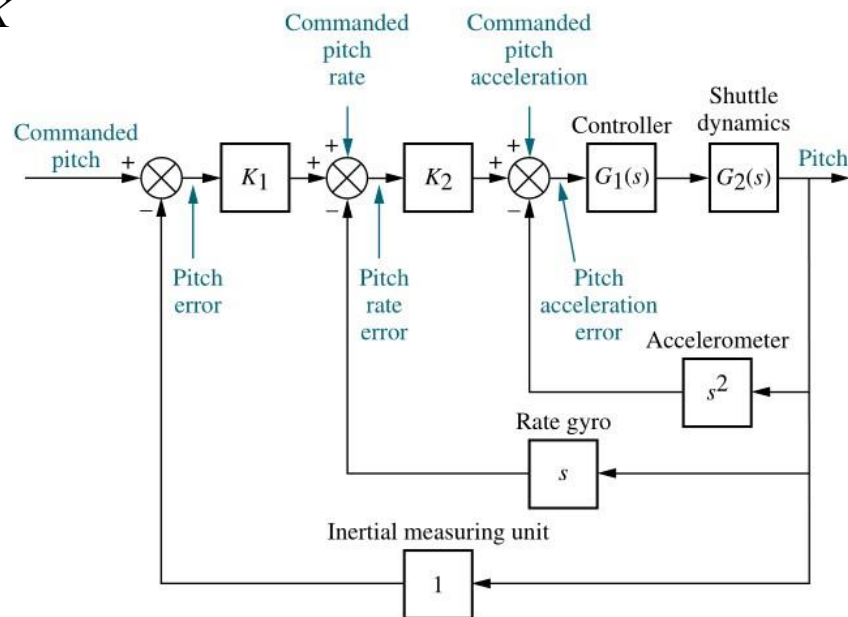 Commanded
pitch
rate
Commanded
pitch
acceleration
Shuttle
dynamics
Controller
Commanded
pitch
Pitch
+
−
K1
+
+
−
K2
+
+
−
G1(s)
G2(s)
Pitch
error
Pitch
rate
error
Pitch
acceleration
error
Accelerometer
s2
Rate gyro
s
Inertial measuring unit
1